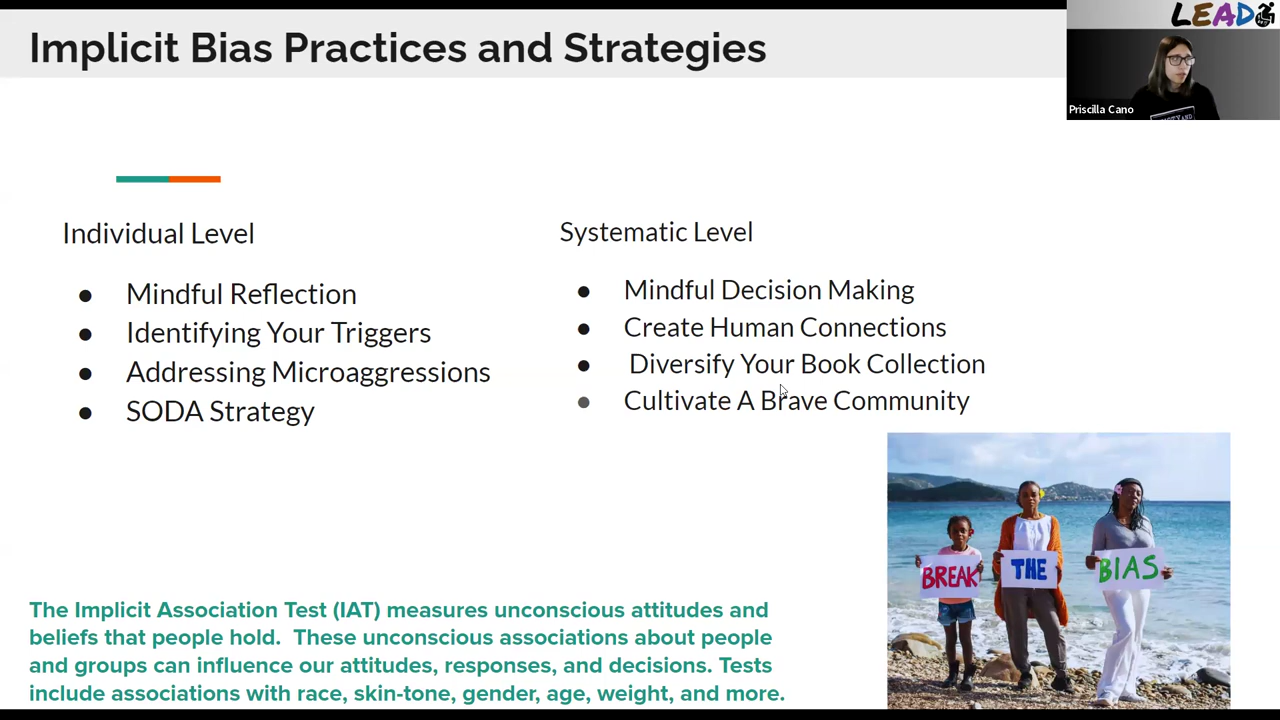 Implicit Bias Practices and Strategies
LEAD
Priscilla Cano
Individual Level
● Mindful Reflection
● Identifying Your Triggers
● Addressing Microaggressions
● SODA Strategy
Systematic Level
● Mindful Decision Making
● Create Human Connections
● Diversify Your Book Collection
● Cultivate A Brave Community
BREAK THE BIAS
The Implicit Association Test (IAT) measures unconscious attitudes and
beliefs that people hold. These unconscious associations about people
and groups can influence our attitudes, responses, and decisions. Tests
include associations with race, skin-tone, gender, age, weight, and more.